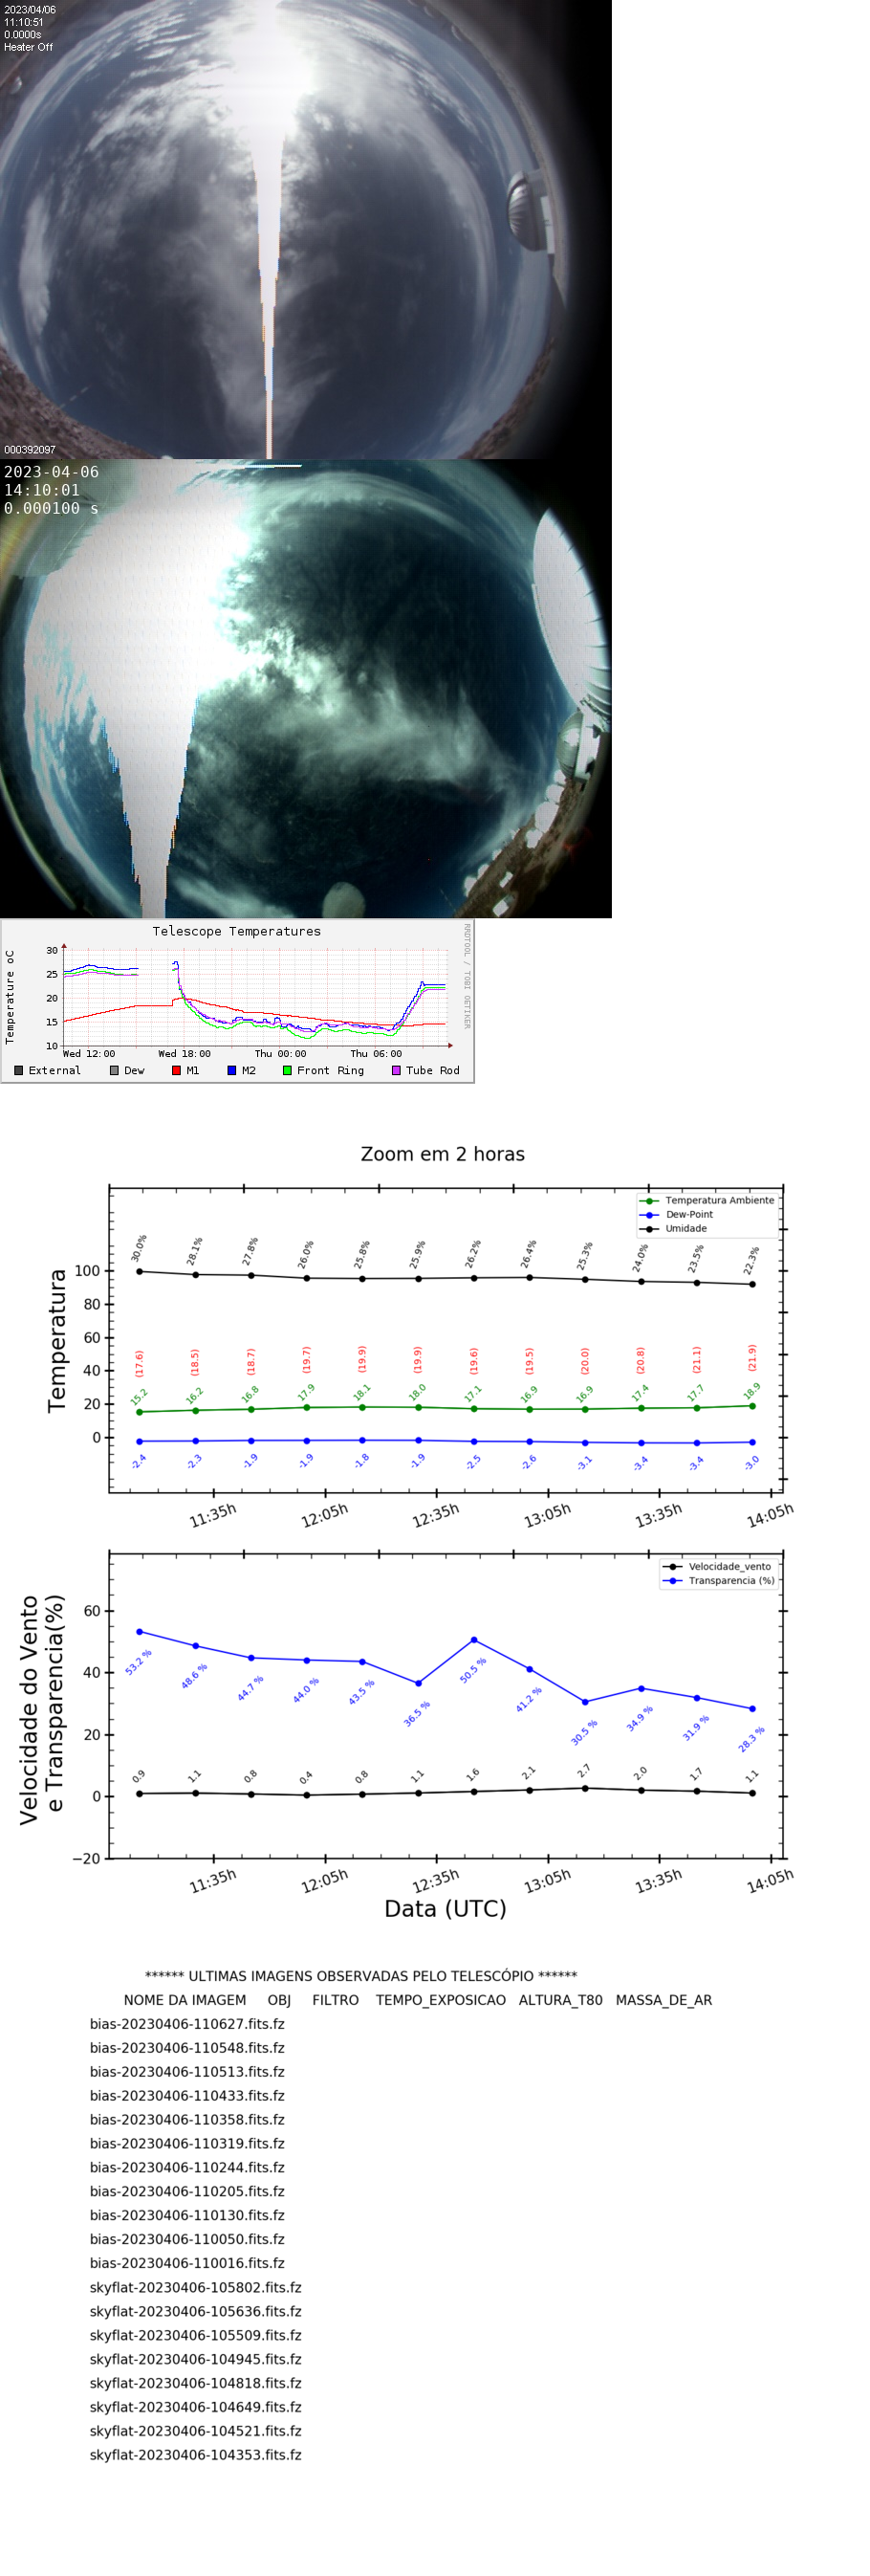 2023/04/06
11:10:51
0.0000s
Heater Off
000392097
2023-04-06
14:10:01
0.000100 s
Telescope Temperatures
Temperature oC
RRDTOOL / TOBI OETIKER
30
25
20
15
10
Wed 12:00 Wed 18:00 Thu 00:00 Thu 06:00
External Dew M1 M2 Front Ring Tube Rod
Zoom em 2 horas
Temperatura Ambiente
Dew-Point
Umidade
Temperatura
100
80
60
40
20
0
30.0% 28.1% 27.8% 26.0% 25.8% 25.9% 26.2% 26.4% 25.3% 24.0% 23.5% 22.3%
(17.6) (18.5) (18.7) (19.7) (19.9) (19.9) (19.6) (19.5) (20.0) (20.8) (21.1) (21.9)
15.2 16.2 16.8 17.9 18.1 18.0 17.1 16.9 16.9 17.4 17.7 18.9
-2.4 -2.3 -1.9 -1.9 -1.8 -1.9 -2.5 -2.6 -3.1 -3.4 -3.4 -3.0
11:35h 12:05h 12:35h 13:05h 13:35h 14:05h
Velocidade_vento
Transparencia (%)
Velocidade do Vento
e Transparencia(%)
60
40
20
0
−20
53.2 % 48.6 % 44.7 % 44.0 % 43.5 % 36.5 % 50.5 % 41.2 % 30.5 % 34.9 % 31.9 % 28.3 %
0.9 1.1 0.8 0.4 0.8 1.1 1.6 2.1 2.7 2.0 1.7 1.1
11:35h 12:05h 12:35h 13:05h 13:35h 14:05h
Data (UTC)
****** ULTIMAS IMAGENS OBSERVADAS PELO TELESCÓPIO ******
NOME DA IMAGEM OBJ FILTRO TEMPO_EXPOSICAO ALTURA_T80 MASSA_DE_AR
bias-20230406-110627.fits.fz
bias-20230406-110548.fits.fz
bias-20230406-110513.fits.fz
bias-20230406-110433.fits.fz
bias-20230406-110358.fits.fz
bias-20230406-110319.fits.fz
bias-20230406-110244.fits.fz
bias-20230406-110205.fits.fz
bias-20230406-110130.fits.fz
bias-20230406-110050.fits.fz
bias-20230406-110016.fits.fz
skyflat-20230406-105802.fits.fz
skyflat-20230406-105636.fits.fz
skyflat-20230406-105509.fits.fz
skyflat-20230406-104945.fits.fz
skyflat-20230406-104818.fits.fz
skyflat-20230406-104649.fits.fz
skyflat-20230406-104521.fits.fz
skyflat-20230406-104353.fits.fz